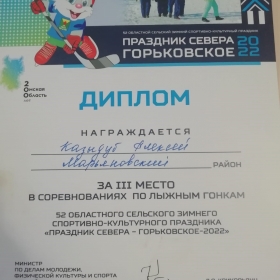 52 ОБЛАСТНОЙ СЕЛЬСКИЙ ЗИМНИЙ СПОРТИВНО-КУЛЬТУРНЫЙ ПРАЗДНИК
ПРАЗДНИК СЕВЕРА
ГОРЬКОВСКОЕ
2022
Омская
Область
ДИПЛОМ
НАГРАЖДАЕТСЯ
Казндуб Алексей
Марьяновский РАЙОН
ЗА III МЕСТО
В СОРЕВНОВАНИЯХ ПО ЛЫЖНЫМ ГОНКАМ
52 ОБЛАСТНОГО СЕЛЬСКОГО ЗИМНЕГО
СПОРТИВНО-КУЛЬТУРНОГО ПРАЗДНИКА
«ПРАЗДНИК СЕВЕРА – ГОРЬКОВСКОЕ-2022»
МИНИСТР
ПО ДЕЛАМ МОЛОДЕЖИ,
ФИЗИЧЕСКОЙ КУЛЬТУРЫ И СПОРТА